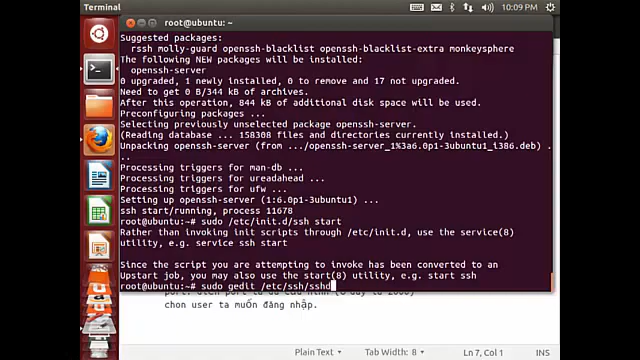 Terminal
10:09 PM
root@ubuntu: ~
Suggested packages:
rssh molly-guard openssh-blacklist openssh-blacklist-extra monkeysphere
The following NEW packages will be installed:
openssh-server
0 upgraded, 1 newly installed, 0 to remove and 17 not upgraded.
Need to get 0 B/344 kB of archives.
After this operation, 844 kB of additional disk space will be used.
Preconfiguring packages ...
Selecting previously unselected package openssh-server.
(Reading database ... 158308 files and directories currently installed.)
Unpacking openssh-server (from .../openssh-server_1%3a6.0p1-3ubuntu1_i386.deb) .
..
Processing triggers for man-db ...
Processing triggers for ureadahead ...
Processing triggers for ufw ...
Setting up openssh-server (1:6.0p1-3ubuntu1) ...
ssh start/running, process 11678
root@ubuntu:~# sudo /etc/init.d/ssh start
Rather than invoking init scripts through /etc/init.d, use the service(8)
utility, e.g. service ssh start
Since the script you are attempting to invoke has been converted to an
Upstart job, you may also use the start(8) utility, e.g. start ssh
root@ubuntu:~# sudo gedit /etc/ssh/sshd
chon user ta muốn đăng nhập.
Plain Text
Tab Width: 8
Ln 7, Col 1
INS